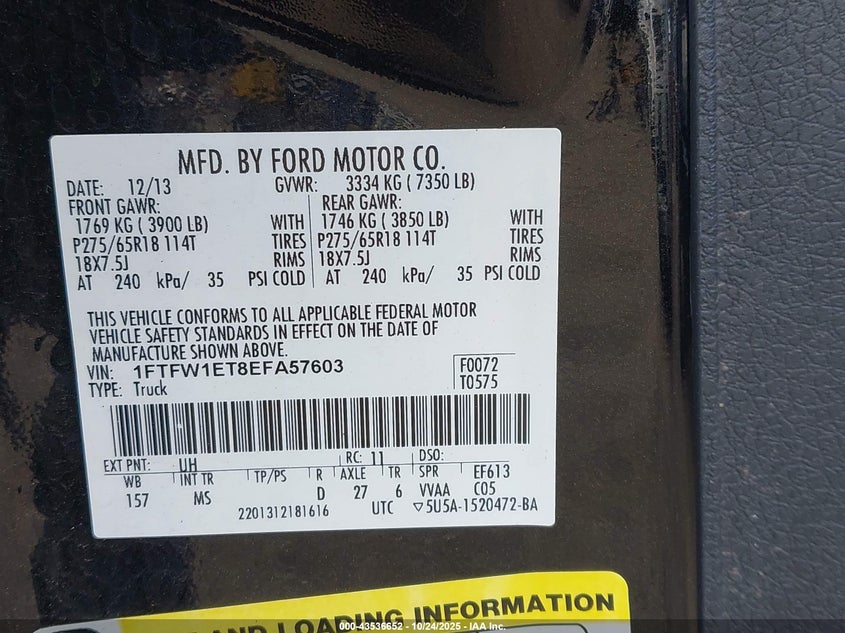 MFD. BY FORD MOTOR CO.
DATE: 12/13 GVWR: 3334 KG ( 7350 LB)
FRONT GAWR: REAR GAWR:
1769 KG ( 3900 LB) WITH 1746 KG ( 3850 LB) WITH
P275/65R18 114T TIRES P275/65R18 114T TIRES
18X7.5J RIMS 18X7.5J RIMS
AT 240 kPa/ 35 PSI COLD AT 240 kPa/ 35 PSI COLD
THIS VEHICLE CONFORMS TO ALL APPLICABLE FEDERAL MOTOR
VEHICLE SAFETY STANDARDS IN EFFECT ON THE DATE OF
MANUFACTURE SHOWN ABOVE.
VIN: 1FTFW1ET8EFA57603 F0072
TYPE: Truck T0575
EXT PNT: UH RC: 11 DSO:
WB INT TR TP/PS R AXLE TR SPR EF613
157 MS D 27 6 VVAA C05
2201312181616 UTC ▽5U5A-1520472-BA
AND LOADING INFORMATION
000-43536652 - 10/24/2025 - IAA Inc.